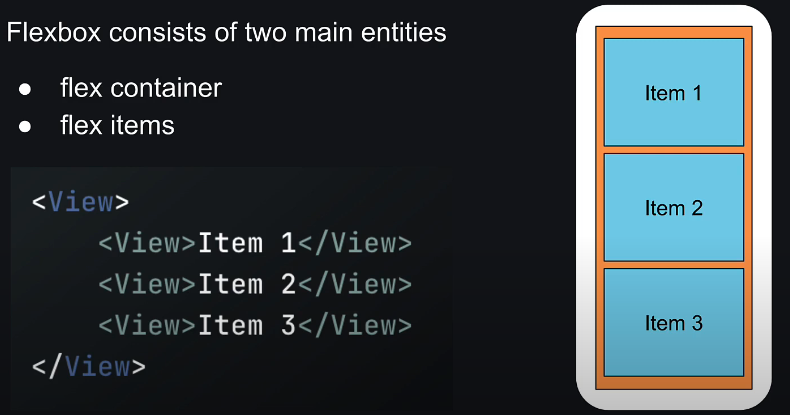 Flexbox consists of two main entities
● flex container
● flex items
<View>
    <View>Item 1</View>
    <View>Item 2</View>
    <View>Item 3</View>
</View>
Item 1
Item 2
Item 3